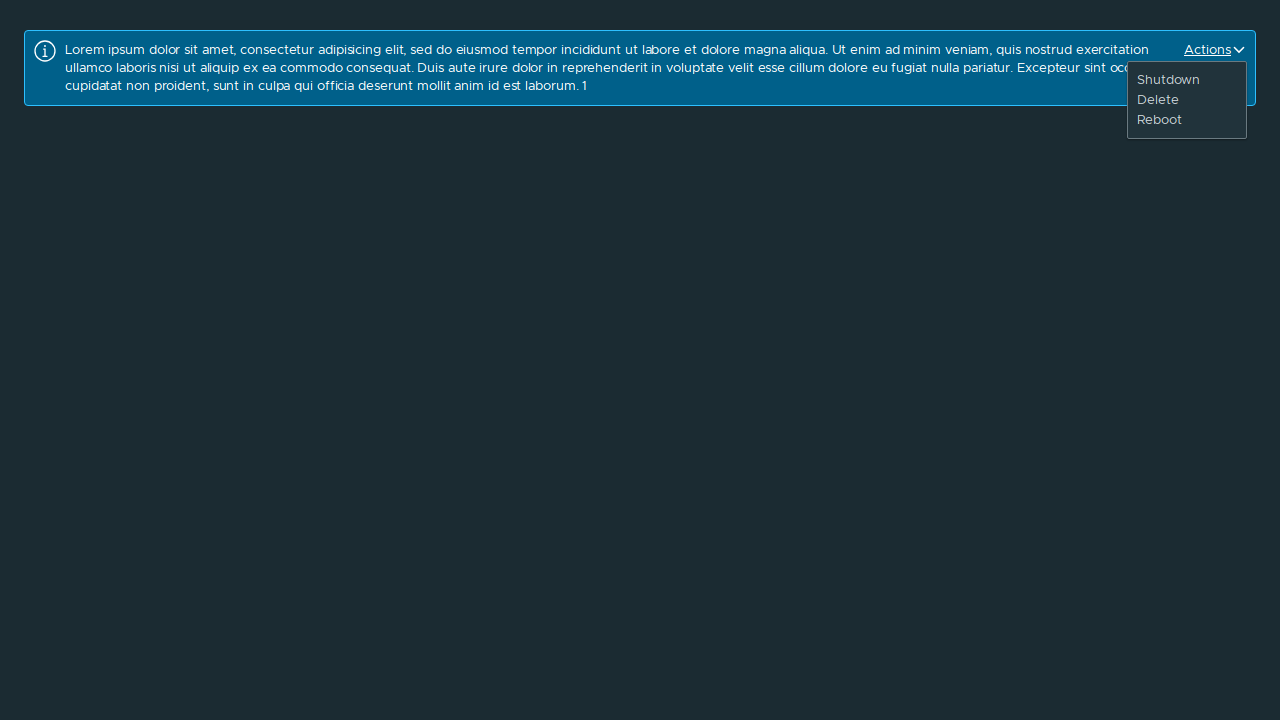 Lorem ipsum dolor sit amet, consectetur adipisicing elit, sed do eiusmod tempor incididunt ut labore et dolore magna aliqua. Ut enim ad minim veniam, quis nostrud exercitation
ullamco laboris nisi ut aliquip ex ea commodo consequat. Duis aute irure dolor in reprehenderit in voluptate velit esse cillum dolore eu fugiat nulla pariatur. Excepteur sint
cupidatat non proident, sunt in culpa qui officia deserunt mollit anim id est laborum. 1
Actions
Shutdown
Delete
Reboot